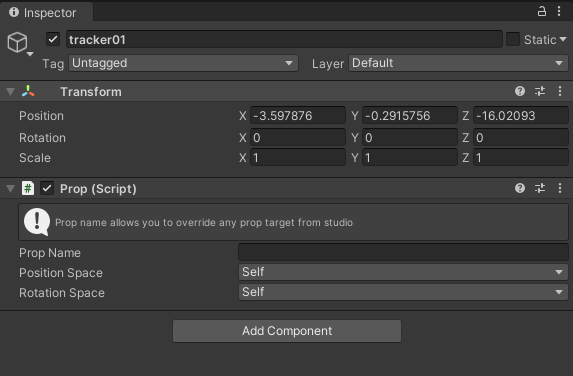 Inspector
tracker01
Static
Tag Untagged Layer Default
Transform
Position X -3.597876 Y -0.2915756 Z -16.02093
Rotation X 0 Y 0 Z 0
Scale X 1 Y 1 Z 1
# Prop (Script)
Prop name allows you to override any prop target from studio
Prop Name
Position Space Self
Rotation Space Self
Add Component